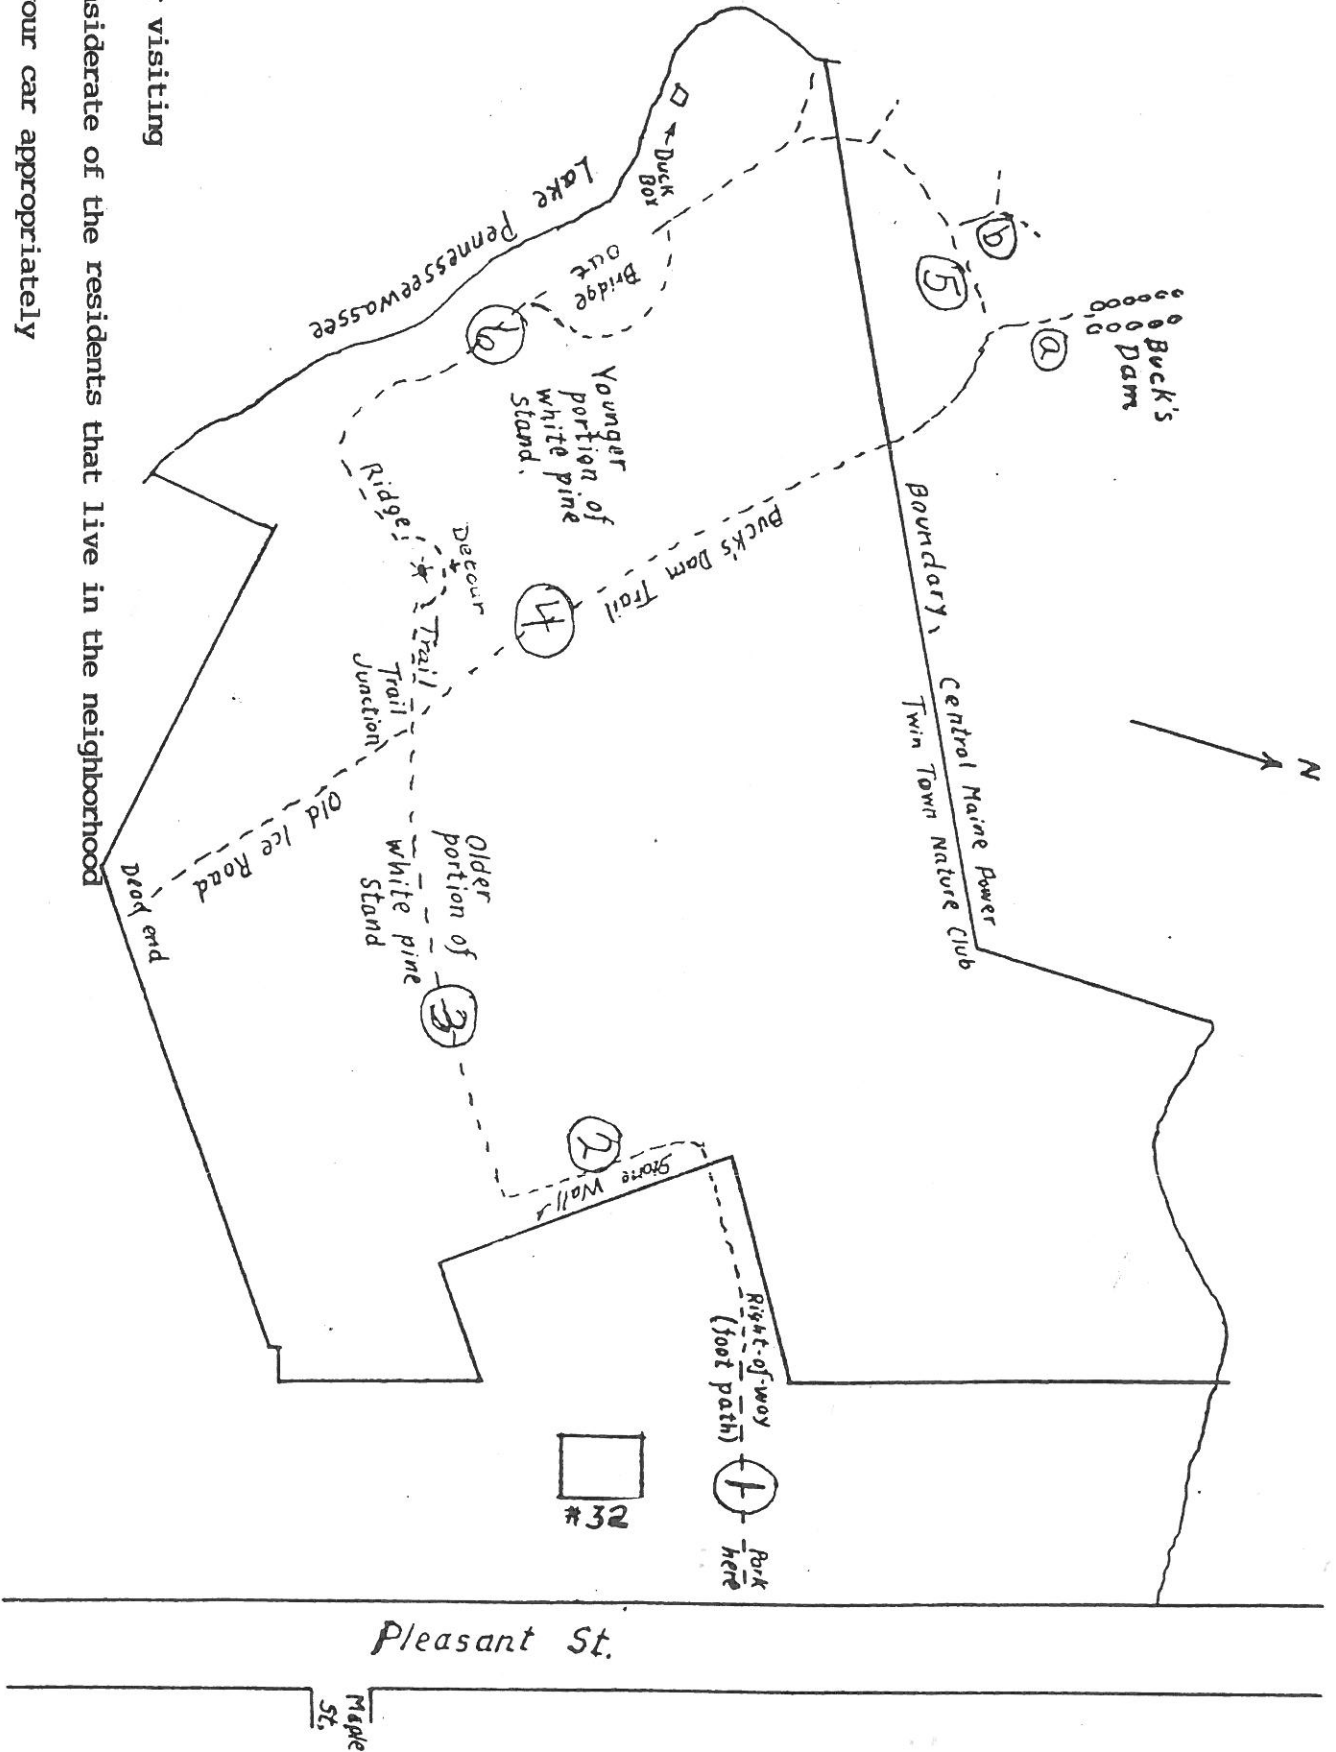 visiting
siderate of the residents that live in the neighborhood
our car appropriately
Lake Pennesseewassee
Duck
Box
Bridge
out
6
Younger
portion of
white pine
stand.
Ridge
Trail
Detour
Trail
Junction
4
Buck's Dam Trail
5
b
a
Buck's
Dam
Boundary,
Central Maine Power
Twin Town Nature Club
N
Old Ice Road
Dead end
Older
portion of
white pine
stand
3
2
Stone
Wall
Right-of-way
(foot path)
1
Park
here
#32
Pleasant St.
Maple
St.